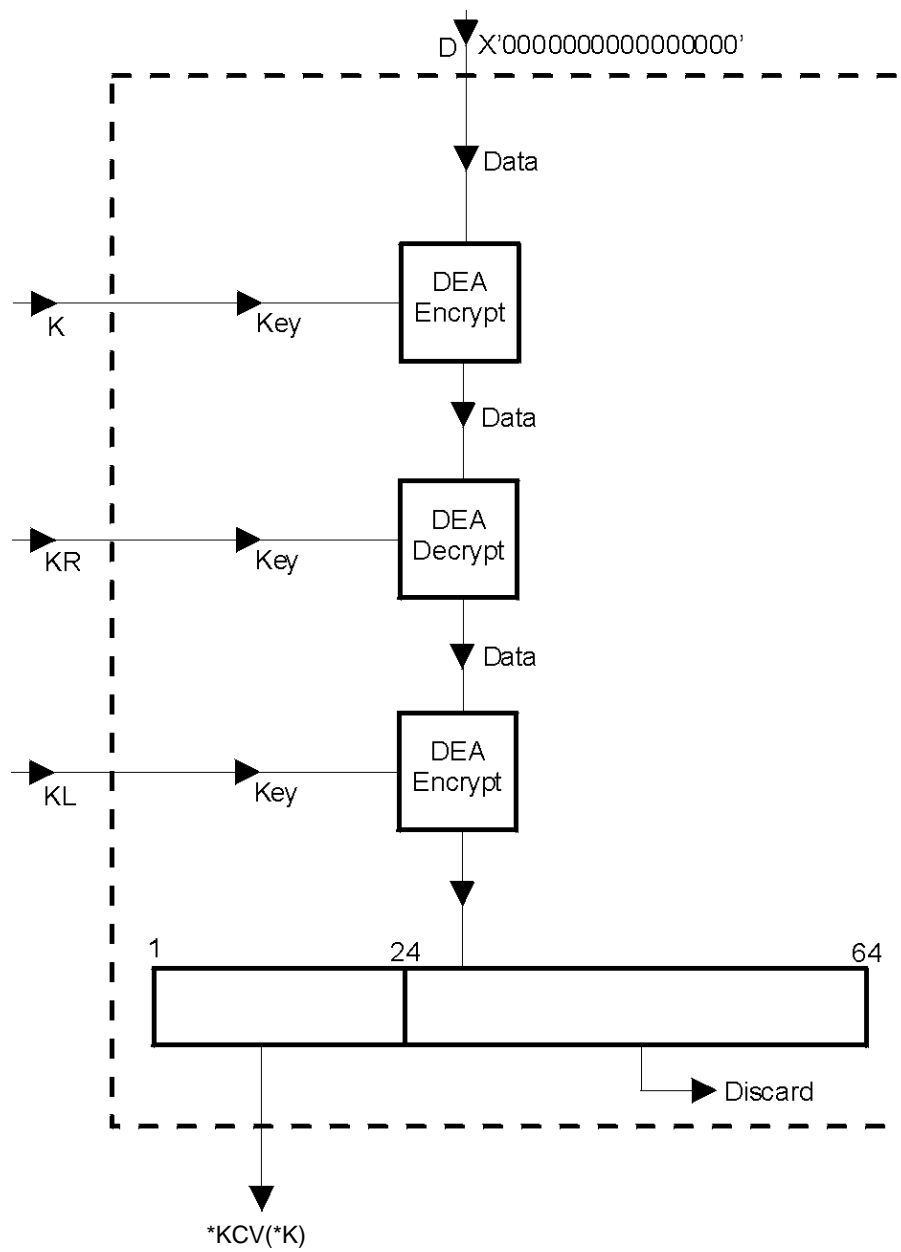 D X'0000000000000000'
Data
DEA
Encrypt
K
Key
Data
DEA
Decrypt
KR
Key
Data
DEA
Encrypt
KL
Key
1
24
64
Discard
*KCV(*K)